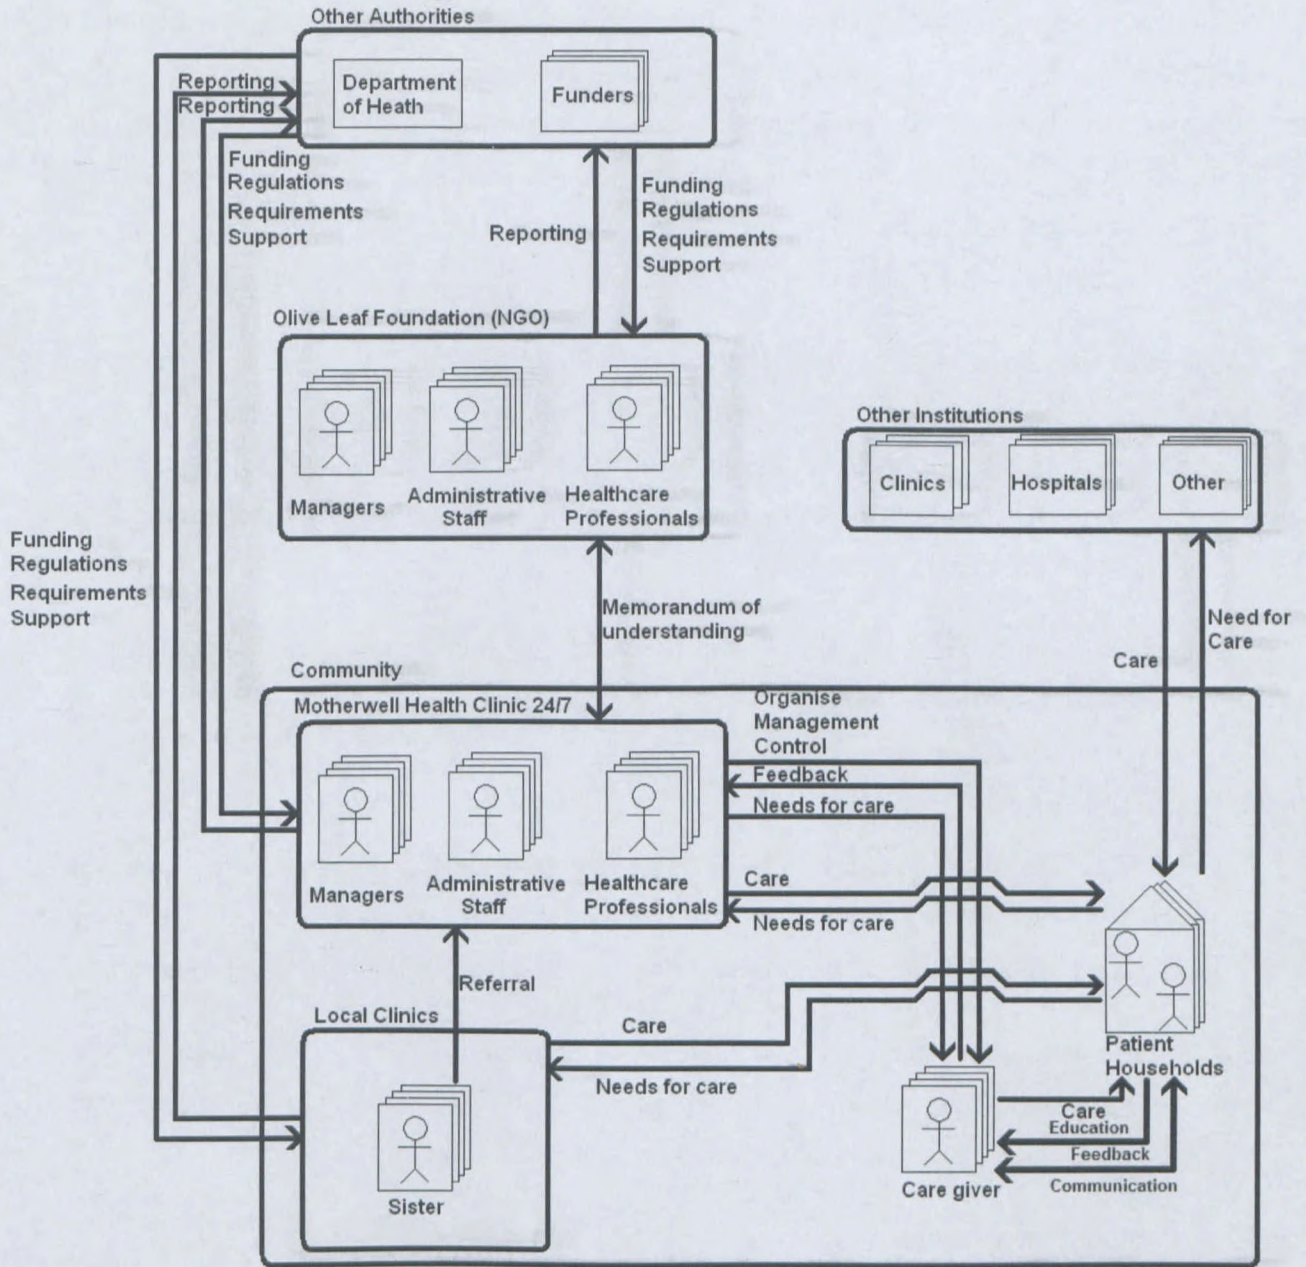 Other Authorities
Reporting
Reporting
Department
of Heath
Funders
Funding
Regulations
Requirements
Support
Reporting
Funding
Regulations
Requirements
Support
Olive Leaf Foundation (NGO)
Managers
Administrative
Staff
Healthcare
Professionals
Other Institutions
Clinics
Hospitals
Other
Funding
Regulations
Requirements
Support
Memorandum of
understanding
Need for
Care
Care
Community
Motherwell Health Clinic 24/7
Organise
Management
Control
Feedback
Needs for care
Managers
Administrative
Staff
Healthcare
Professionals
Care
Needs for care
Referral
Local Clinics
Care
Needs for care
Sister
Patient
Households
Care giver
Care
Education
Feedback
Communication